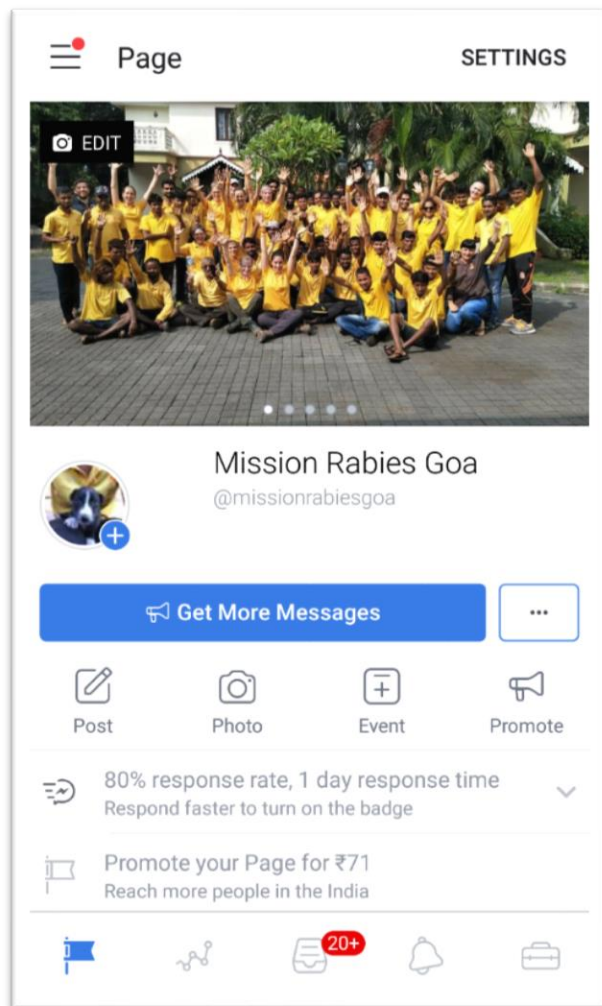 Page
SETTINGS
EDIT
Mission Rabies Goa
@missionrabiesgoa
Get More Messages
Post
Photo
Event
Promote
80% response rate, 1 day response time
Respond faster to turn on the badge
Promote your Page for ₹71
Reach more people in the India
20+